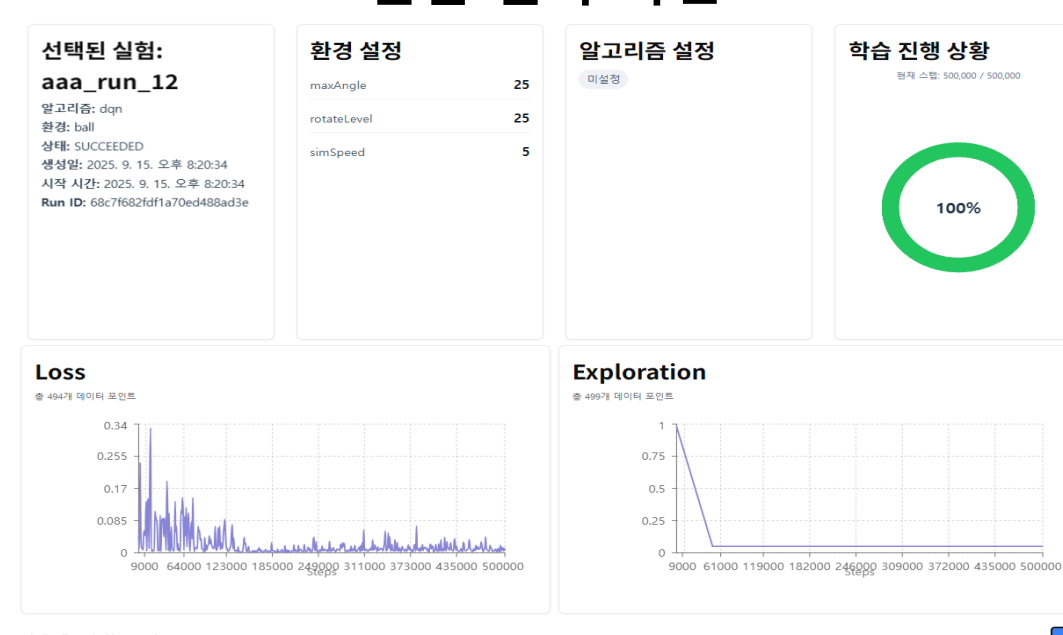 선택된 실험:
aaa_run_12
알고리즘: dqn
환경: ball
상태: SUCCEEDED
생성일: 2025. 9. 15. 오후 8:20:34
시작 시간: 2025. 9. 15. 오후 8:20:34
Run ID: 68c7f682fdf1a70ed488ad3e
환경 설정
maxAngle 25
rotateLevel 25
simSpeed 5
알고리즘 설정
미설정
학습 진행 상황
현재 스텝: 500,000 / 500,000
100%
Loss
총 494개 데이터 포인트
0.34
0.255
0.17
0.085
0
9000 64000 123000 185000 249000 311000 373000 435000 500000
Steps
Exploration
총 499개 데이터 포인트
1
0.75
0.5
0.25
0
9000 61000 119000 182000 246000 309000 372000 435000 500000
Steps